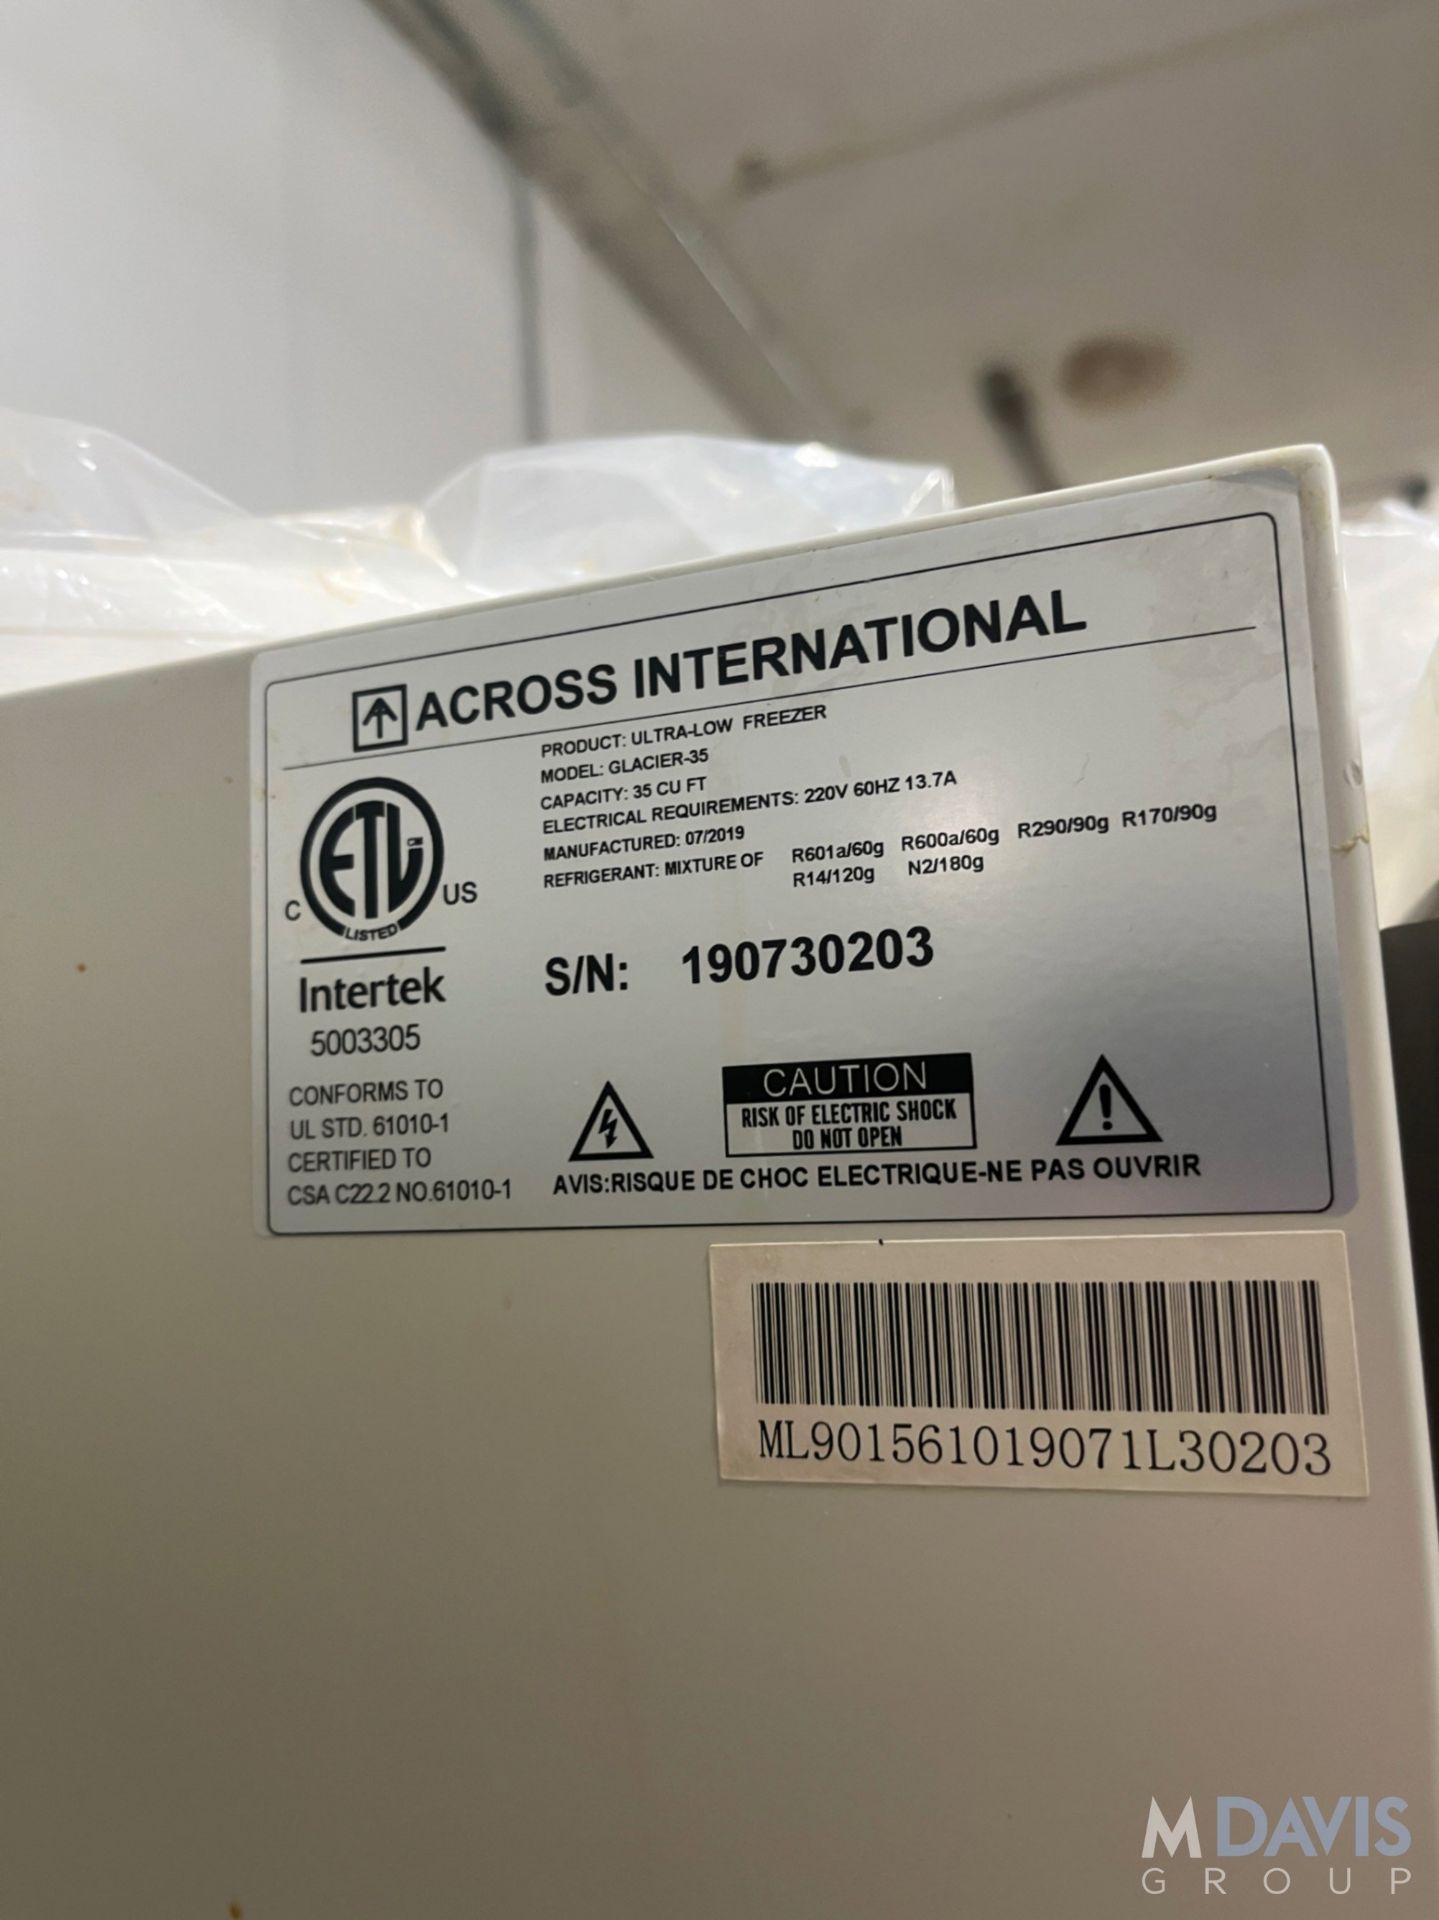 ACROSS INTERNATIONAL
PRODUCT: ULTRA-LOW FREEZER
MODEL: GLACIER-35
CAPACITY: 35 CU FT
ELECTRICAL REQUIREMENTS: 220V 60HZ 13.7A
MANUFACTURED: 07/2019
REFRIGERANT: MIXTURE OF R601a/60g R600a/60g R290/90g R170/90g
R14/120g N2/180g
S/N: 190730203
C ETL CM US
LISTED
Intertek
5003305
CONFORMS TO
UL STD. 61010-1
CERTIFIED TO
CSA C22.2 NO.61010-1
CAUTION
RISK OF ELECTRIC SHOCK
DO NOT OPEN
AVIS:RISQUE DE CHOC ELECTRIQUE-NE PAS OUVRIR
ML901561019071L30203
MDAVIS
GROUP